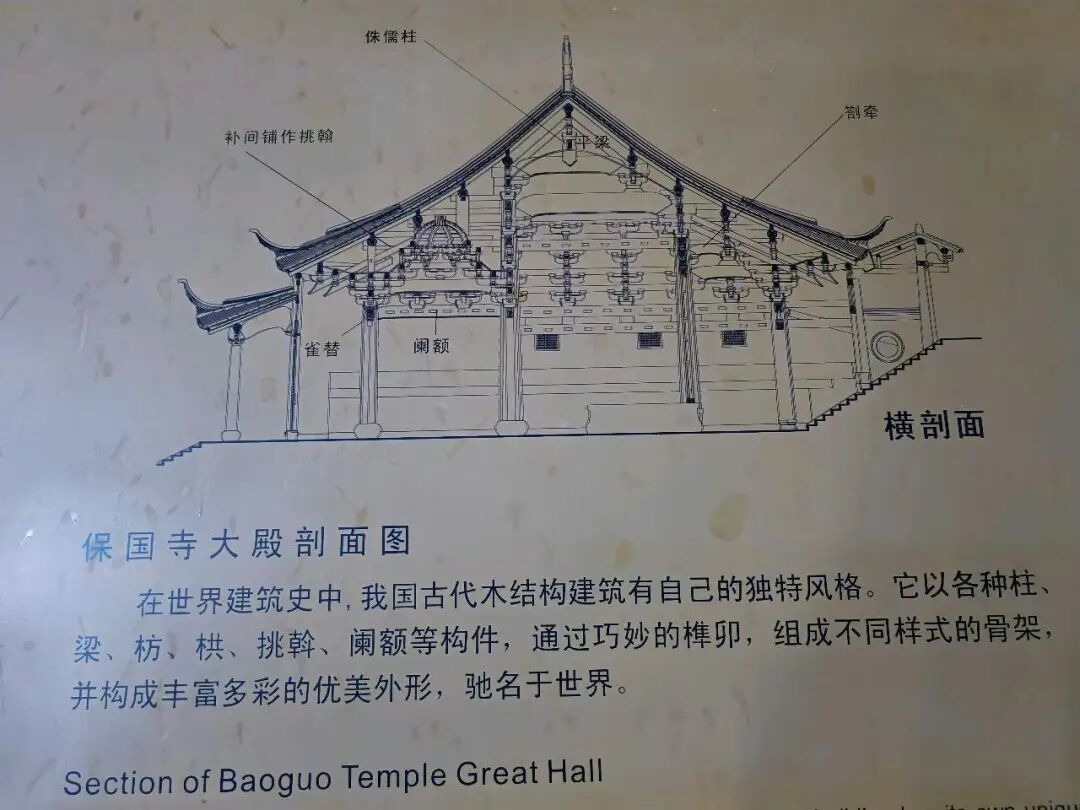 侏儒柱
劄牵
补间铺作挑翰
平梁
雀替
阑额
横剖面
保国寺大殿剖面图
在世界建筑史中,我国古代木结构建筑有自己的独特风格。它以各种柱、
梁、枋、栱、挑斡、阑额等构件，通过巧妙的榫卯，组成不同样式的骨架，
并构成丰富多彩的优美外形，驰名于世界。
Section of Baoguo Temple Great Hall
its own